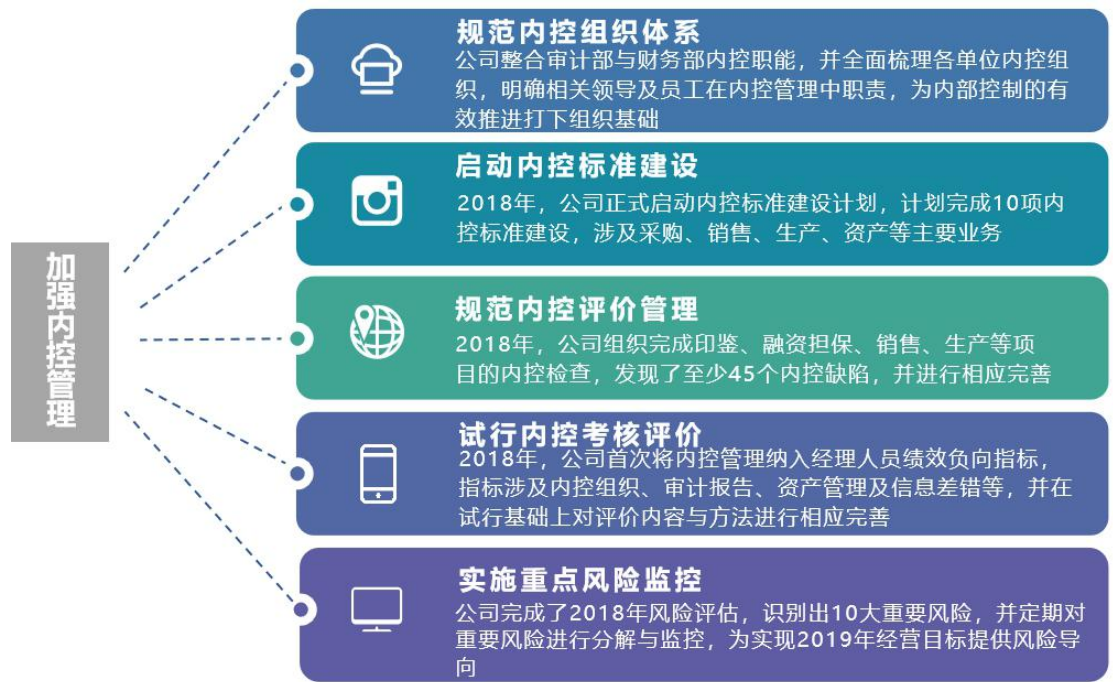 加强内控管理
规范内控组织体系
公司整合审计部与财务部内控职能，并全面梳理各单位内控组
织，明确相关领导及员工在内控管理中职责，为内部控制的有
效推进打下组织基础
启动内控标准建设
2018年，公司正式启动内控标准建设计划，计划完成10项内
控标准建设，涉及采购、销售、生产、资产等主要业务
规范内控评价管理
2018年，公司组织完成印鉴、融资担保、销售、生产等项
目的内控检查，发现了至少45个内控缺陷，并进行相应完善
试行内控考核评价
2018年，公司首次将内控管理纳入经理人员绩效负向指标，
指标涉及内控组织、审计报告、资产管理及信息差错等，并在
试行基础上对评价内容与方法进行相应完善
实施重点风险监控
公司完成了2018年风险评估，识别出10大重要风险，并定期对
重要风险进行分解与监控，为实现2019年经营目标提供风险导
向